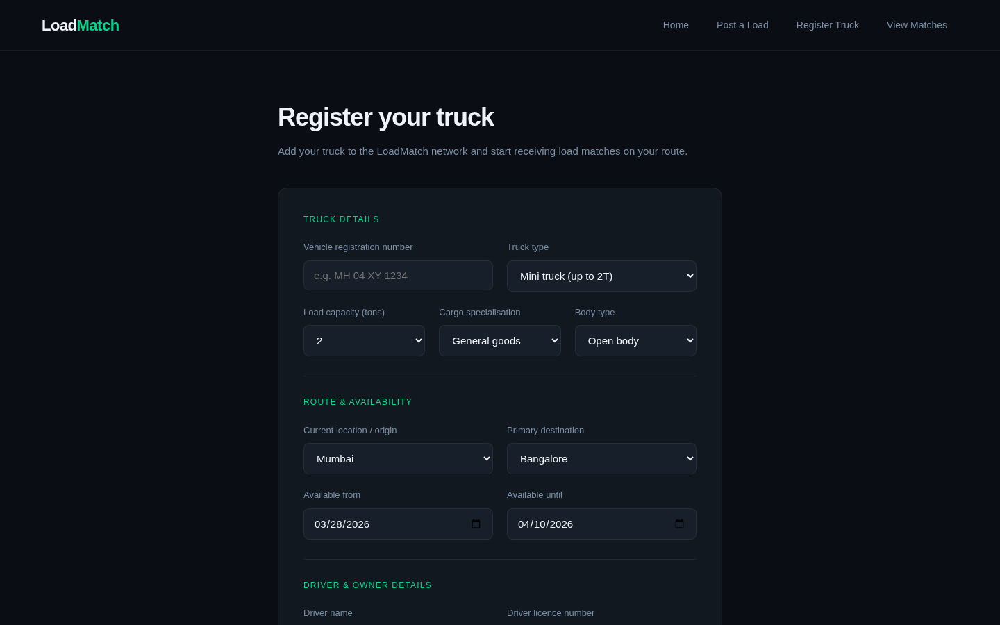 LoadMatch
Home Post a Load Register Truck View Matches
Register your truck
Add your truck to the LoadMatch network and start receiving load matches on your route.
TRUCK DETAILS
Vehicle registration number Truck type
e.g. MH 04 XY 1234 Mini truck (up to 2T)
Load capacity (tons) Cargo specialisation Body type
2 General goods Open body
ROUTE & AVAILABILITY
Current location / origin Primary destination
Mumbai Bangalore
Available from Available until
03/28/2026 04/10/2026
DRIVER & OWNER DETAILS
Driver name Driver licence number